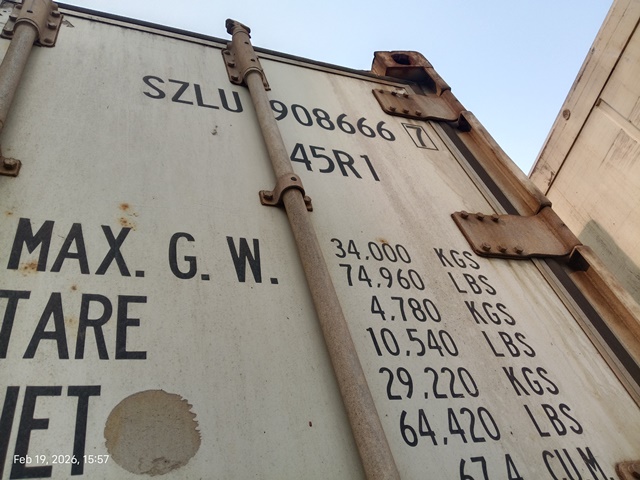 SZLU 908666 7
45R1
MAX. G. W. 34.000 KGS
74.960 LBS
TARE 4.780 KGS
10.540 LBS
NET 29.220 KGS
64.420 LBS
67.4 CU.M.
Feb 19, 2026, 15:57